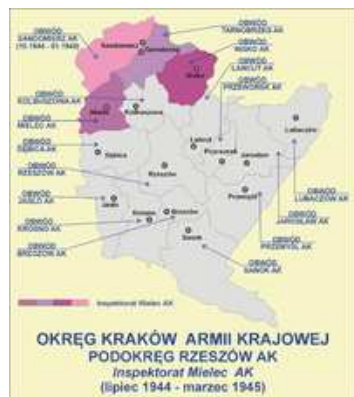 OBWÓD
SANDOMIERZ AK
(10.1944 - 01.1945)
OBWÓD
TARNOBRZEG AK
OBWÓD
NISKO AK
OBWÓD
ŁAŃCUT AK
OBWÓD
PRZEWORSK AK
OBWÓD
KOLBUSZOWA AK
OBWÓD
MIELEC AK
OBWÓD
DĘBICA AK
OBWÓD
RZESZÓW AK
OBWÓD
JASŁO AK
OBWÓD
KROSNO AK
OBWÓD
BRZOZÓW AK
OBWÓD
LUBACZÓW AK
OBWÓD
JAROSŁAW AK
OBWÓD
PRZEMYŚL AK
OBWÓD
SANOK AK
Sandomierz
Tarnobrzeg
Nisko
Mielec
Kolbuszowa
Lubaczów
Dębica
Łańcut
Przeworsk
Jarosław
Rzeszów
Przemyśl
Jasło
Krosno
Brzozów
Sanok
Inspektorat Mielec AK
OKRĘG KRAKÓW ARMII KRAJOWEJ
PODOKRĘG RZESZÓW AK
Inspektorat Mielec AK
(lipiec 1944 - marzec 1945)